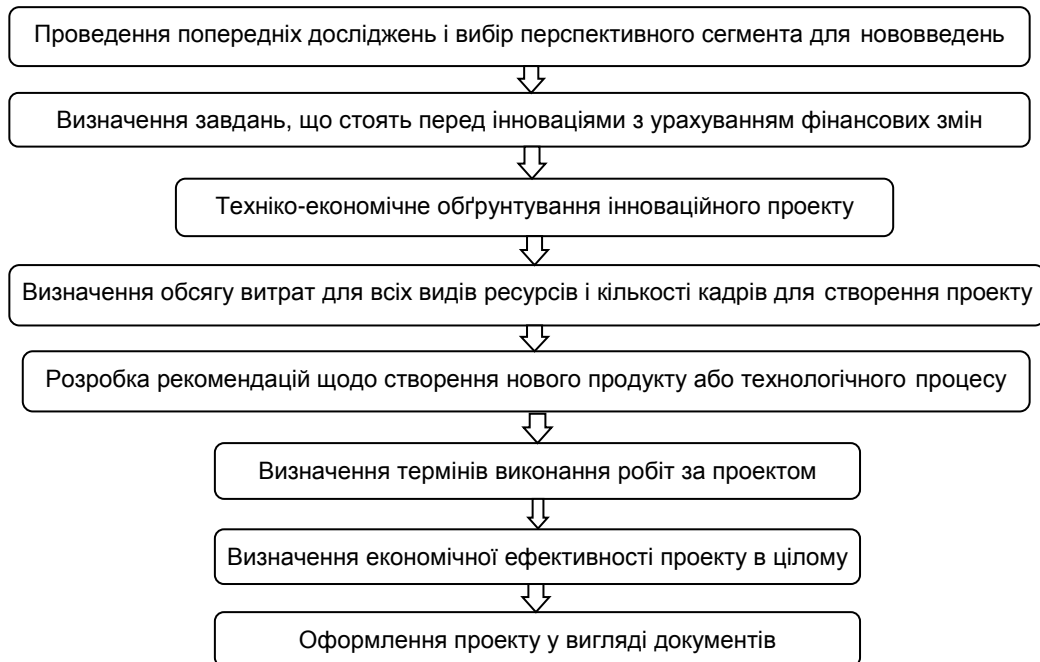 Проведення попередніх досліджень і вибір перспективного сегмента для нововведень
Визначення завдань, що стоять перед інноваціями з урахуванням фінансових змін
Техніко-економічне обґрунтування інноваційного проекту
Визначення обсягу витрат для всіх видів ресурсів і кількості кадрів для створення проекту
Розробка рекомендацій щодо створення нового продукту або технологічного процесу
Визначення термінів виконання робіт за проектом
Визначення економічної ефективності проекту в цілому
Оформлення проекту у вигляді документів